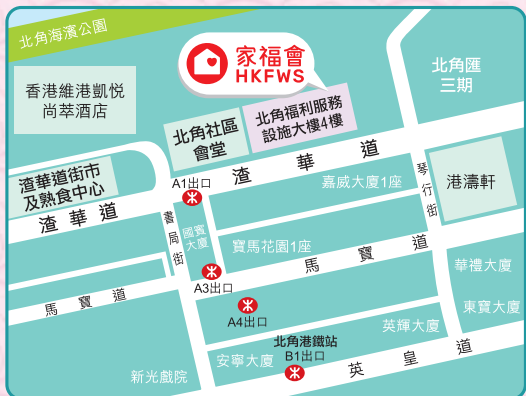 北角海濱公園
家福會
HKFWS
北角匯
三期
香港維港凱悅
尚萃酒店
北角社區
會堂
北角福利服務
設施大樓4樓
渣華道街市
及熟食中心
A1出口
渣華道
嘉威大廈1座
琴行街
港濤軒
渣華道
書局街
國賓
大廈
寶馬花園1座
馬寶道
華禮大廈
A3出口
馬寶道
A4出口
東寶大廈
英輝大廈
北角港鐵站
B1出口
安寧大廈
英皇道
新光戲院